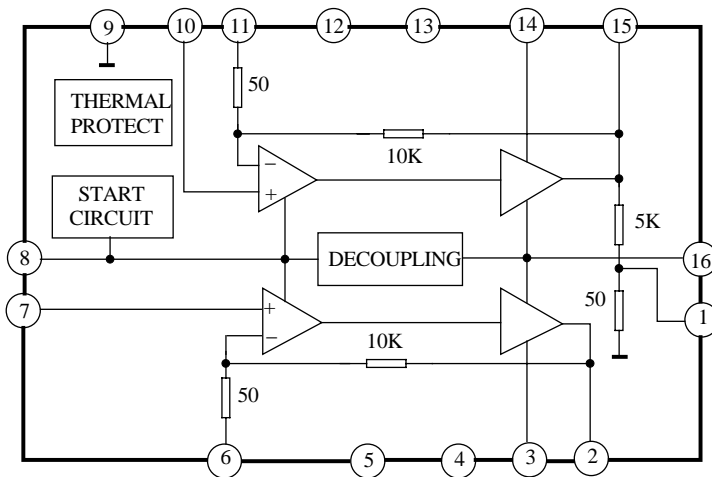 9
10
11
12
13
14
15
50
THERMAL
PROTECT
10K
−
+
START
CIRCUIT
5K
8
DECOUPLING
16
7
+
−
50
1
10K
50
6
5
4
3
2